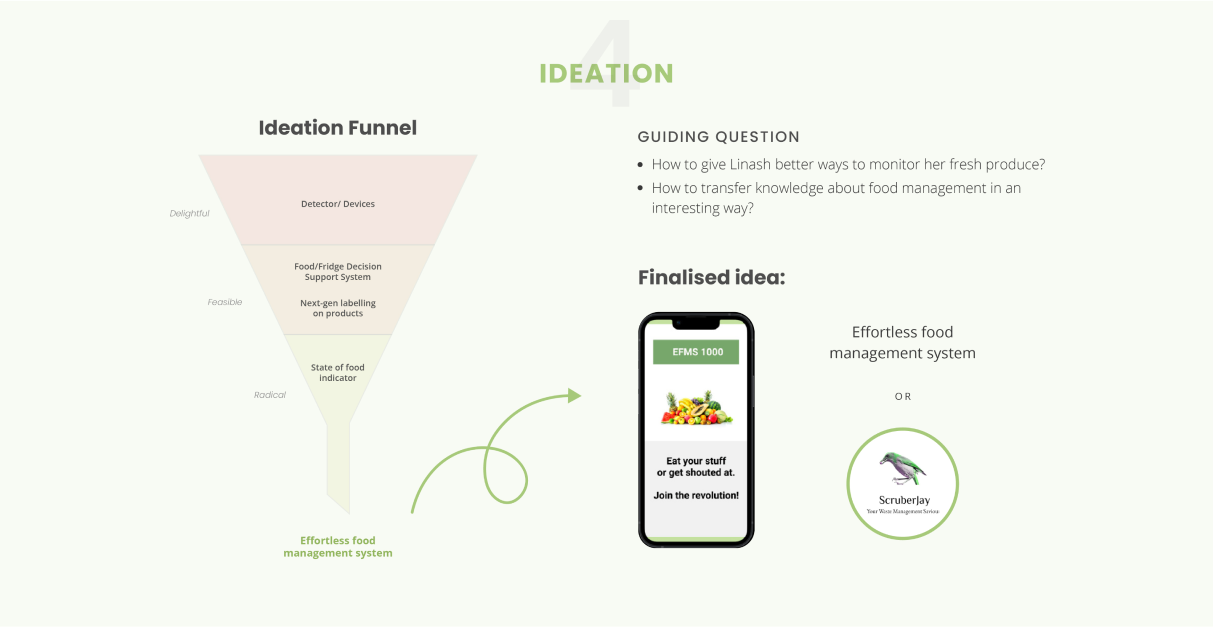 4
IDEATION
Ideation Funnel
Delightful
Detector/ Devices
Feasible
Food/Fridge Decision
Support System
Next-gen labelling
on products
Radical
State of food
indicator
Effortless food
management system
GUIDING QUESTION
• How to give Linash better ways to monitor her fresh produce?
• How to transfer knowledge about food management in an
interesting way?
Finalised idea:
EFMS 1000
Eat your stuff
or get shouted at.
Join the revolution!
Effortless food
management system
OR
ScruberJay
Your Waste Management Saviour